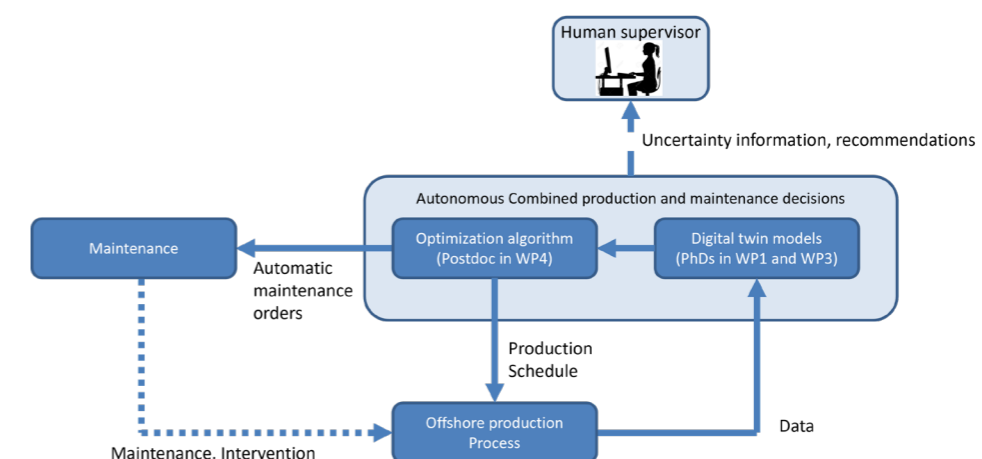 Human supervisor
Uncertainty information, recommendations
Autonomous Combined production and maintenance decisions
Maintenance
Optimization algorithm
(Postdoc in WP4)
Digital twin models
(PhDs in WP1 and WP3)
Automatic
maintenance
orders
Production
Schedule
Offshore production
Process
Data
Maintenance, Intervention